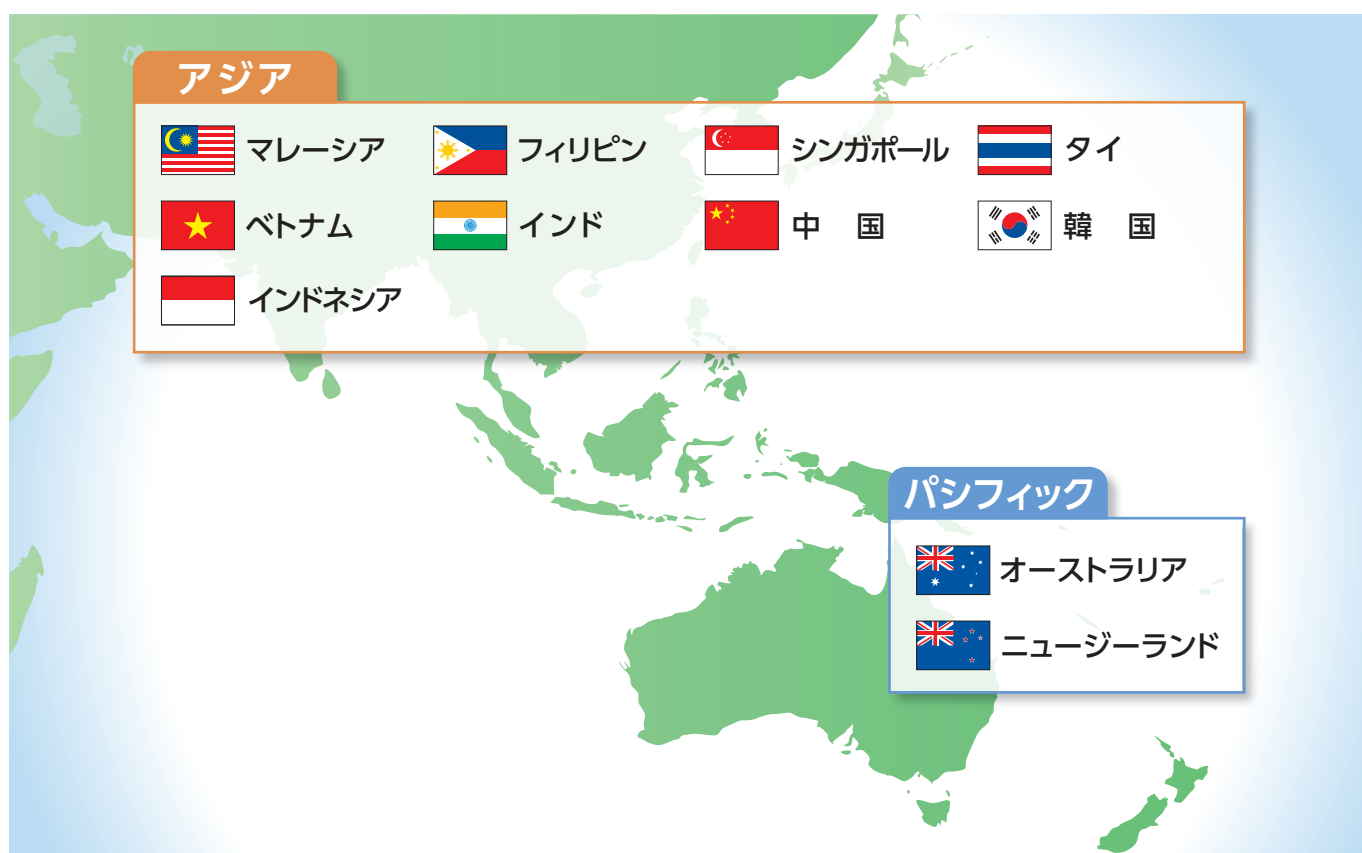 アジア
マレーシア フィリピン シンガポール タイ
ベトナム インド 中国 韓国
インドネシア
パシフィック
オーストラリア
ニュージーランド